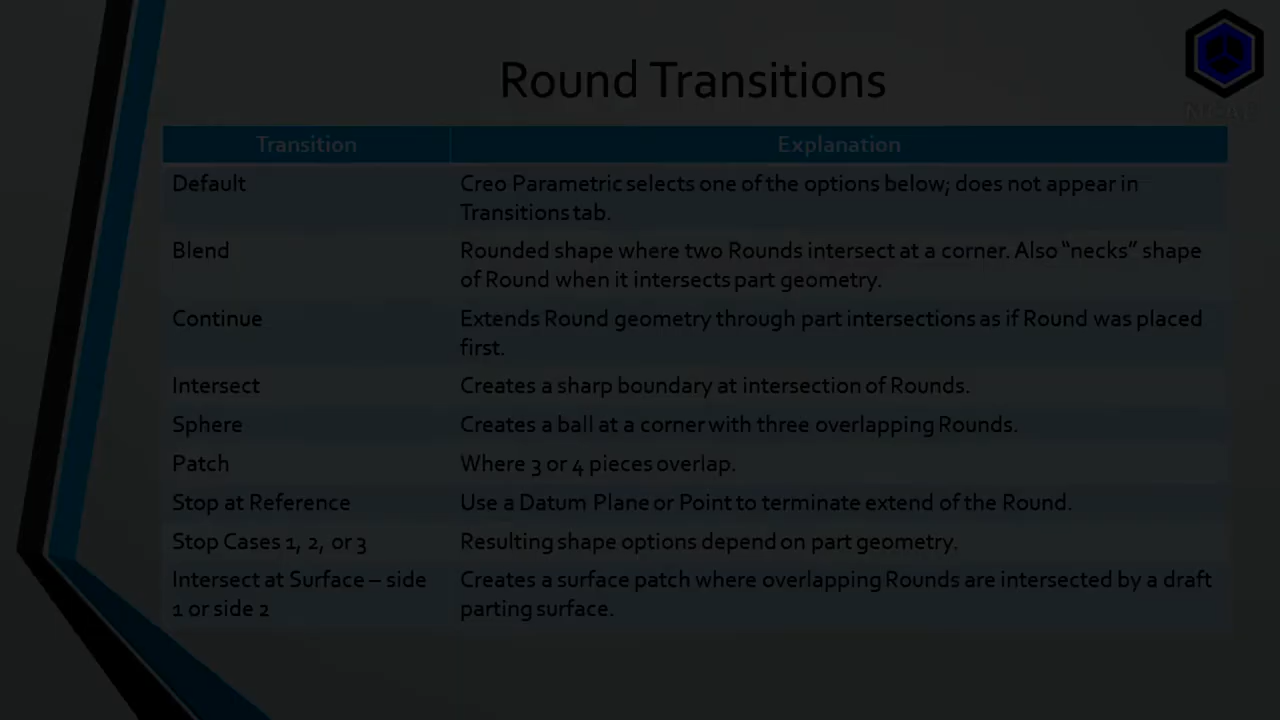 Round Transitions
Transition Explanation
Default Creo Parametric selects one of the options below; does not appear in
Transitions tab.
Blend Rounded shape where two Rounds intersect at a corner. Also “necks” shape
of Round when it intersects part geometry.
Continue Extends Round geometry through part intersections as if Round was placed
first.
Intersect Creates a sharp boundary at intersection of Rounds.
Sphere Creates a ball at a corner with three overlapping Rounds.
Patch Where 3 or 4 pieces overlap.
Stop at Reference Use a Datum Plane or Point to terminate extend of the Round.
Stop Cases 1, 2, or 3 Resulting shape options depend on part geometry.
Intersect at Surface – side Creates a surface patch where overlapping Rounds are intersected by a draft
1 or side 2 parting surface.